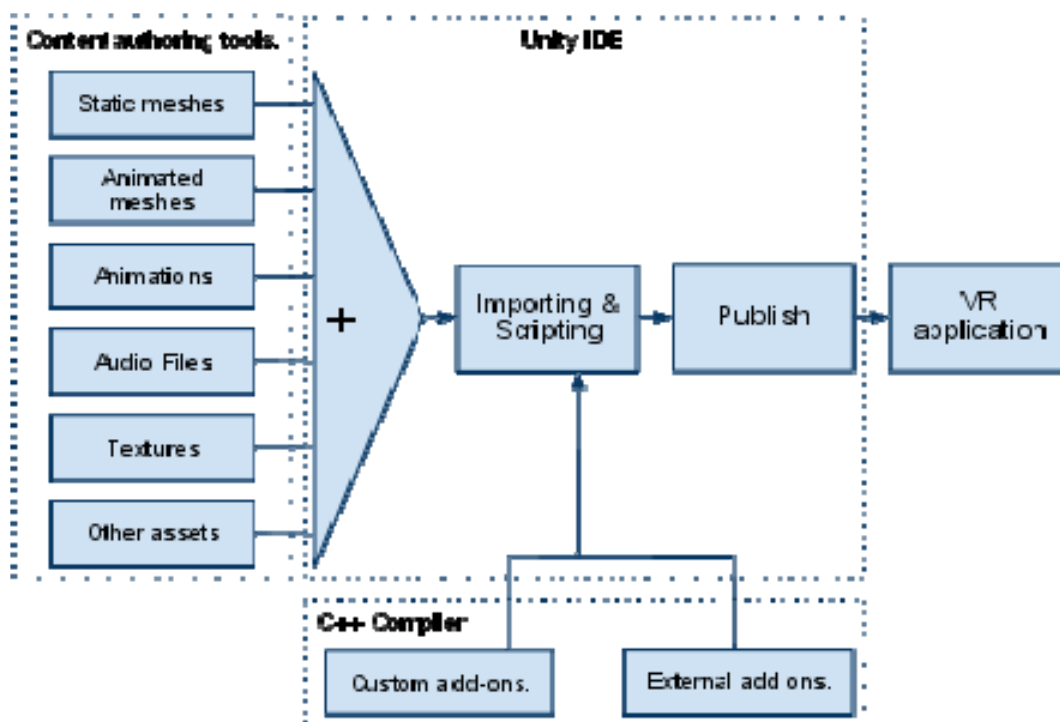 Content authoring tools.
Unity IDE
Static meshes
Animated
meshes
Animations
Audio Files
Textures
Other assets
+
Importing &
Scripting
Publish
VR
application
C++ Compiler
Custom add-ons.
External add ons.